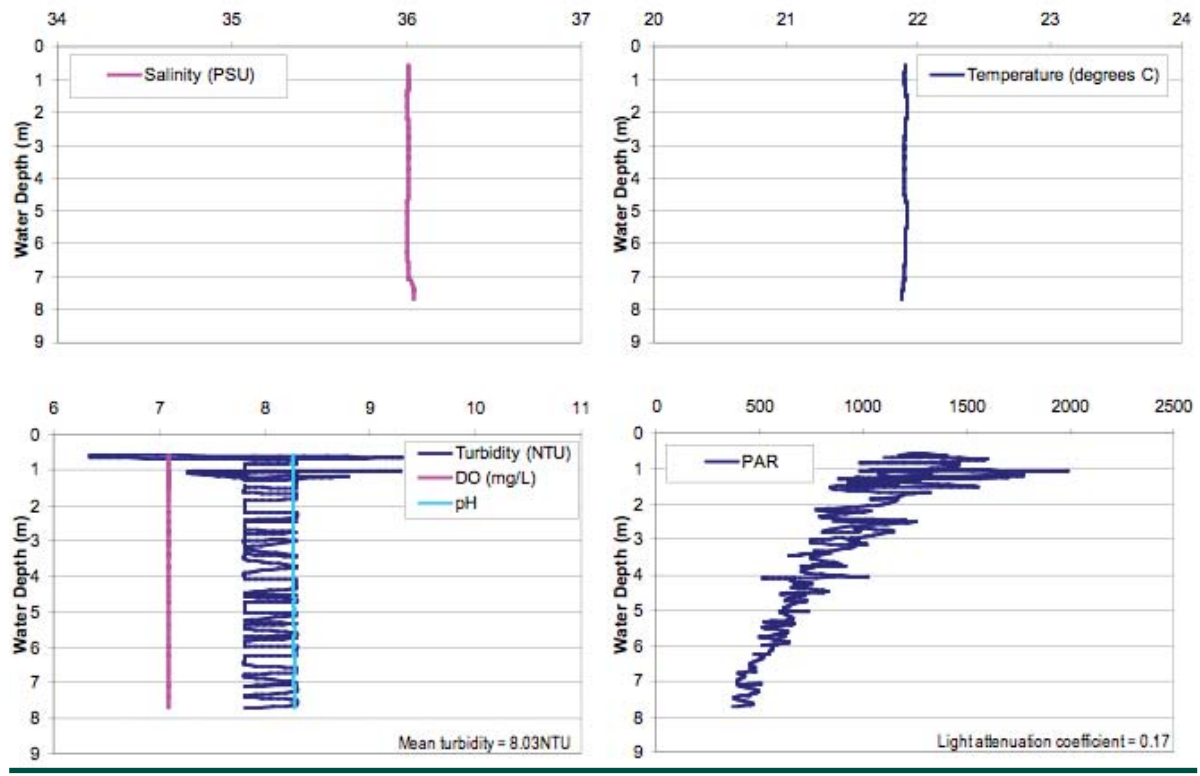 34 35 36 37
0
1
2
3
4
5
6
7
8
9
Water Depth (m)
Salinity (PSU)
20 21 22 23 24
0
1
2
3
4
5
6
7
8
9
Water Depth (m)
Temperature (degrees C)
6 7 8 9 10 11
0
1
2
3
4
5
6
7
8
9
Water Depth (m)
Turbidity (NTU)
DO (mg/L)
pH
Mean turbidity = 8.03NTU
0 500 1000 1500 2000 2500
0
1
2
3
4
5
6
7
8
9
Water Depth (m)
PAR
Light attenuation coefficient = 0.17